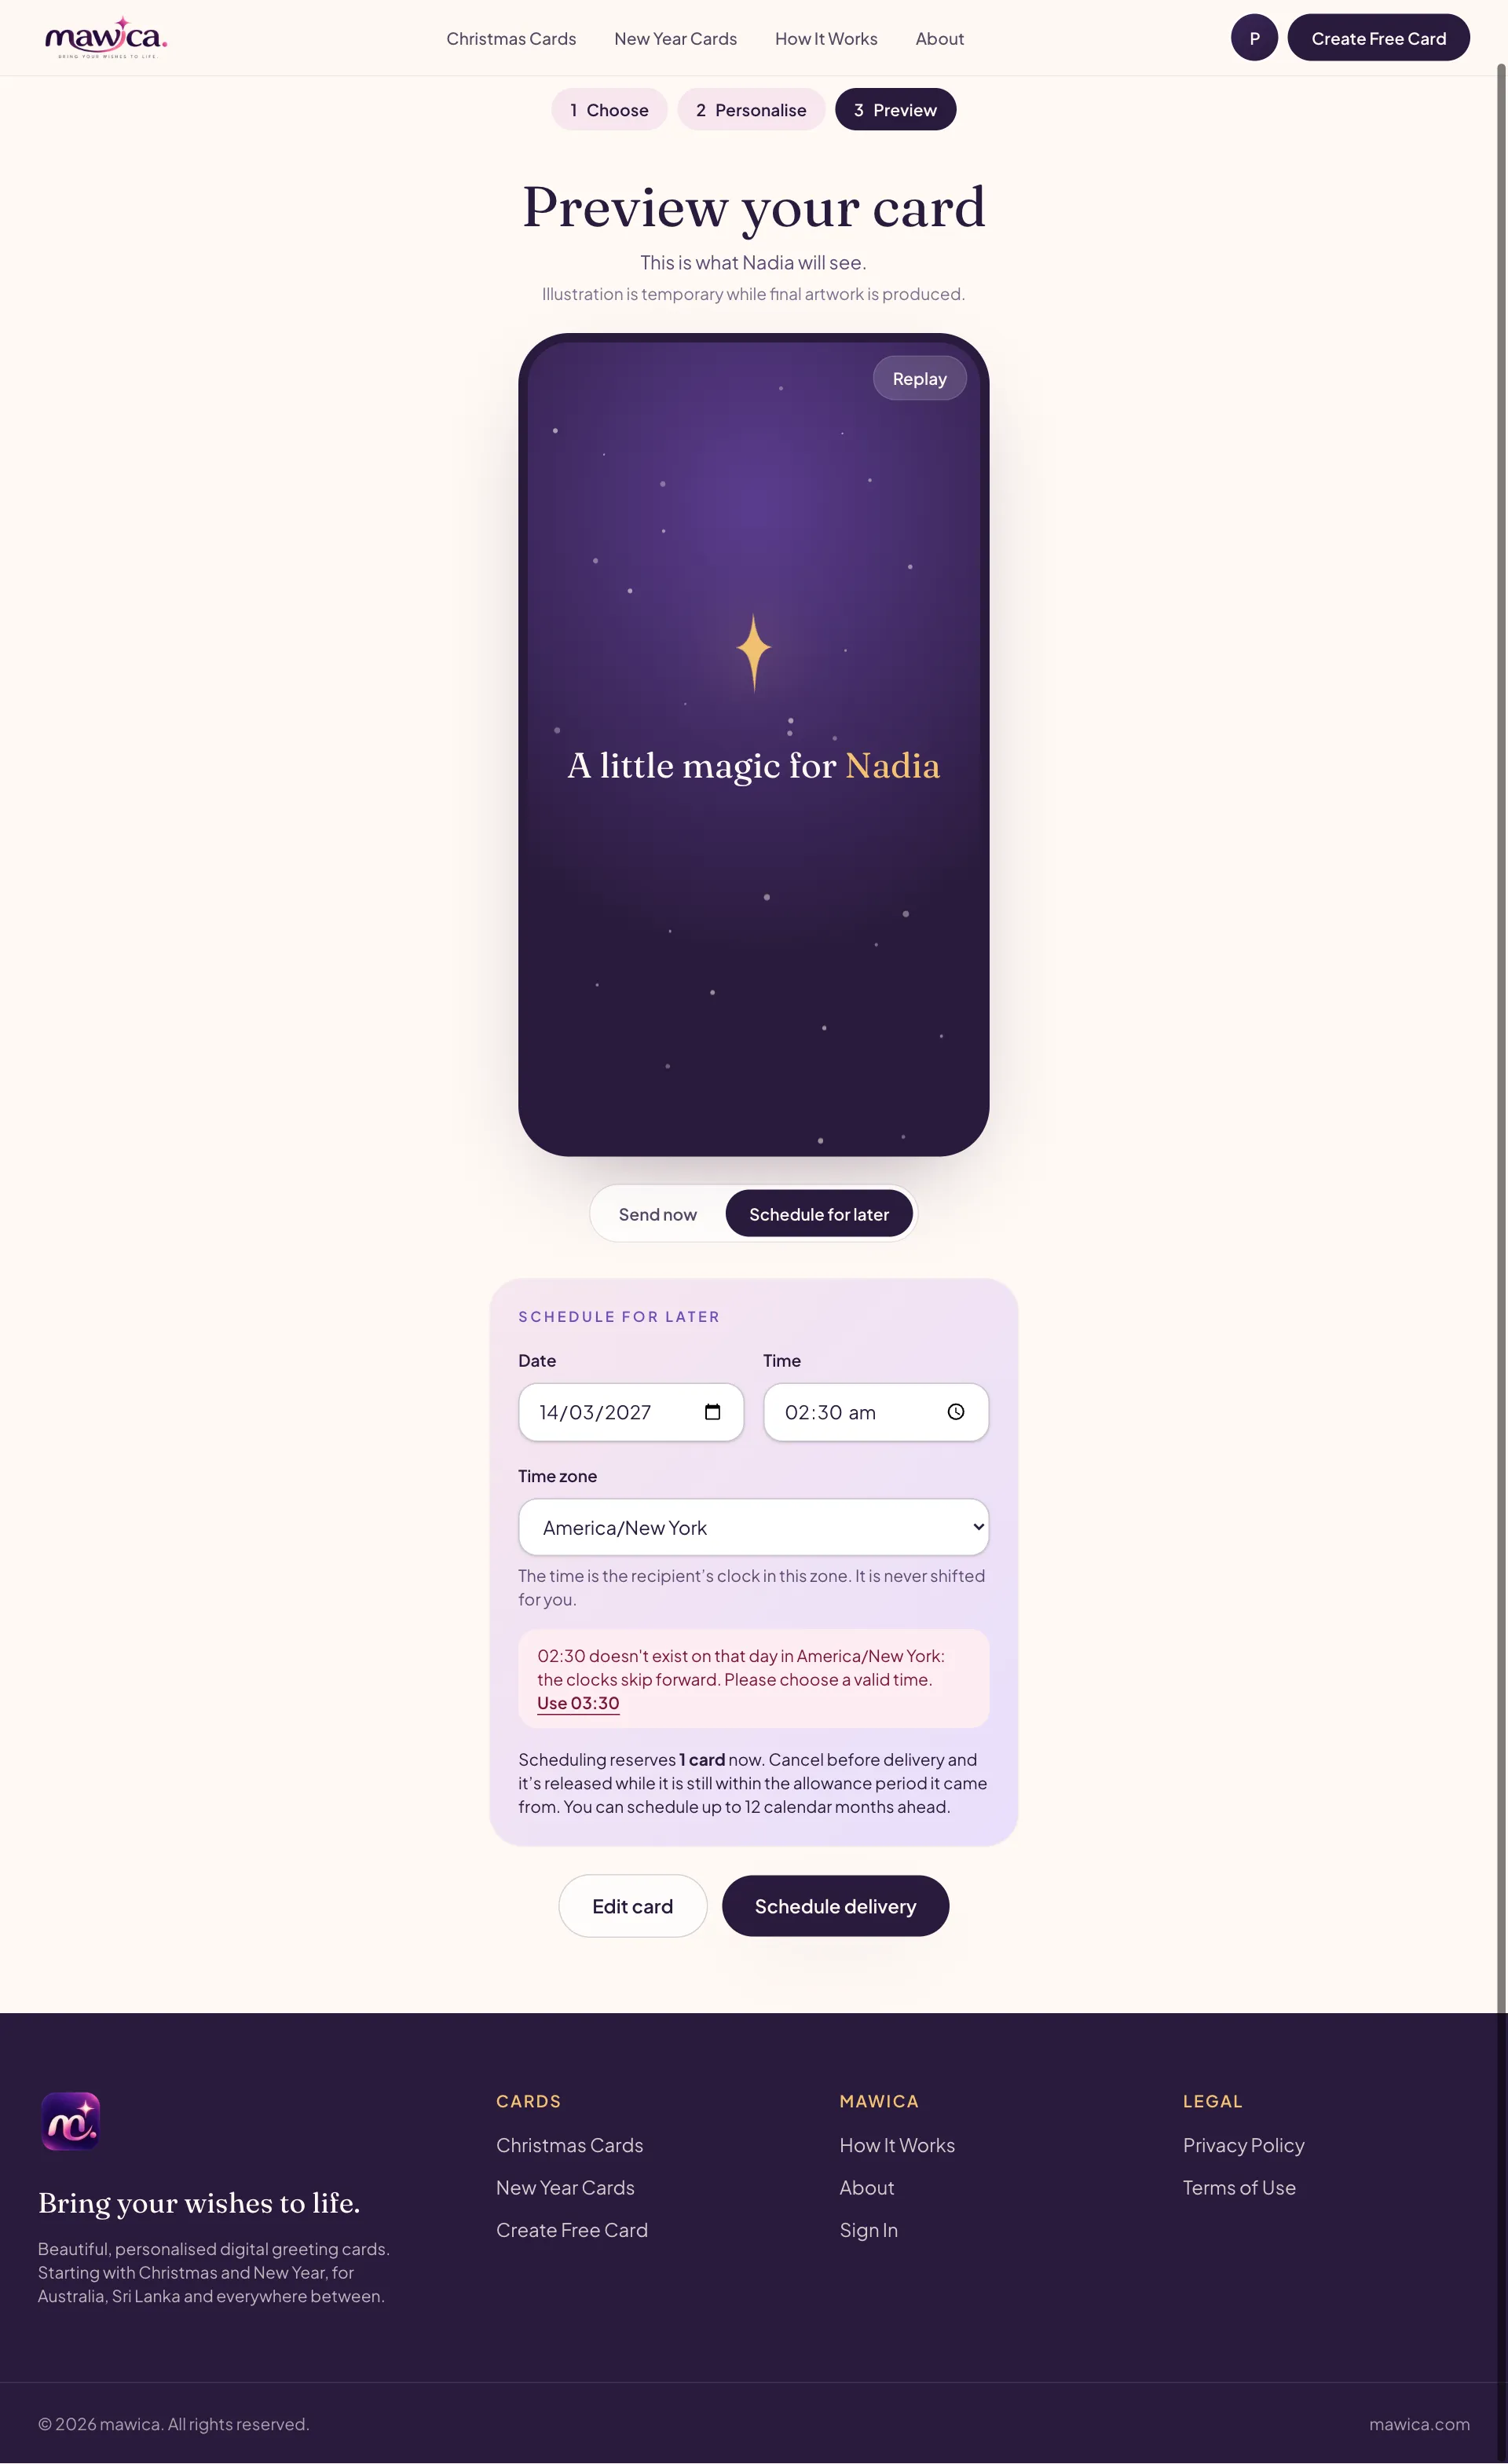 mawica.
BRING YOUR WISHES TO LIFE.
Christmas Cards
New Year Cards
How It Works
About
P
Create Free Card
1 Choose
2 Personalise
3 Preview
Preview your card
This is what Nadia will see.
Illustration is temporary while final artwork is produced.
Replay
A little magic for Nadia
Send now
Schedule for later
SCHEDULE FOR LATER
Date
Time
14/03/2027
02:30 am
Time zone
America/New York
The time is the recipient’s clock in this zone. It is never shifted
for you.
02:30 doesn't exist on that day in America/New York:
the clocks skip forward. Please choose a valid time.
Use 03:30
Scheduling reserves 1 card now. Cancel before delivery and
it’s released while it is still within the allowance period it came
from. You can schedule up to 12 calendar months ahead.
Edit card
Schedule delivery
m.
Bring your wishes to life.
Beautiful, personalised digital greeting cards.
Starting with Christmas and New Year, for
Australia, Sri Lanka and everywhere between.
CARDS
Christmas Cards
New Year Cards
Create Free Card
MAWICA
How It Works
About
Sign In
LEGAL
Privacy Policy
Terms of Use
© 2026 mawica. All rights reserved.
mawica.com